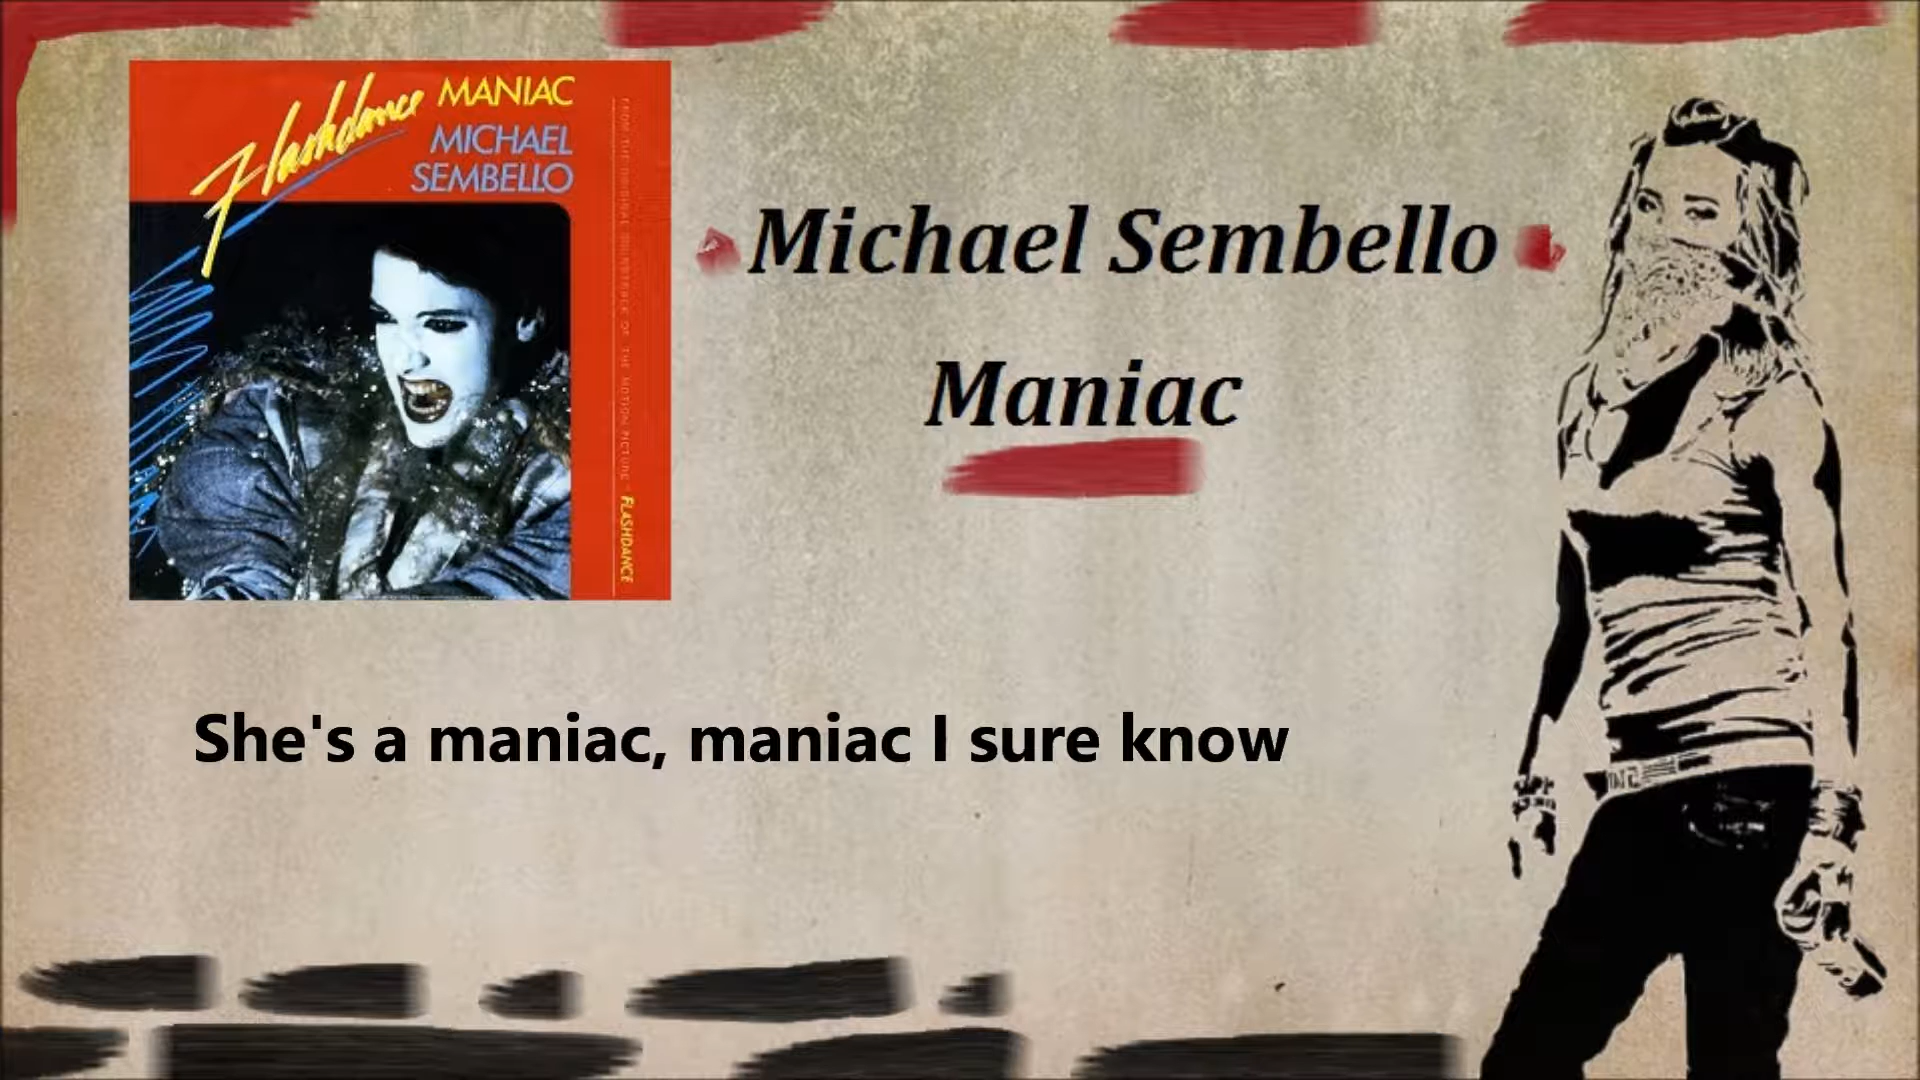 Flashdance MANIAC
MICHAEL
SEMBELLO
FROM THE ORIGINAL SOUNDTRACK OF THE MOTION PICTURE FLASHDANCE
Michael Sembello
Maniac
She's a maniac, maniac I sure know